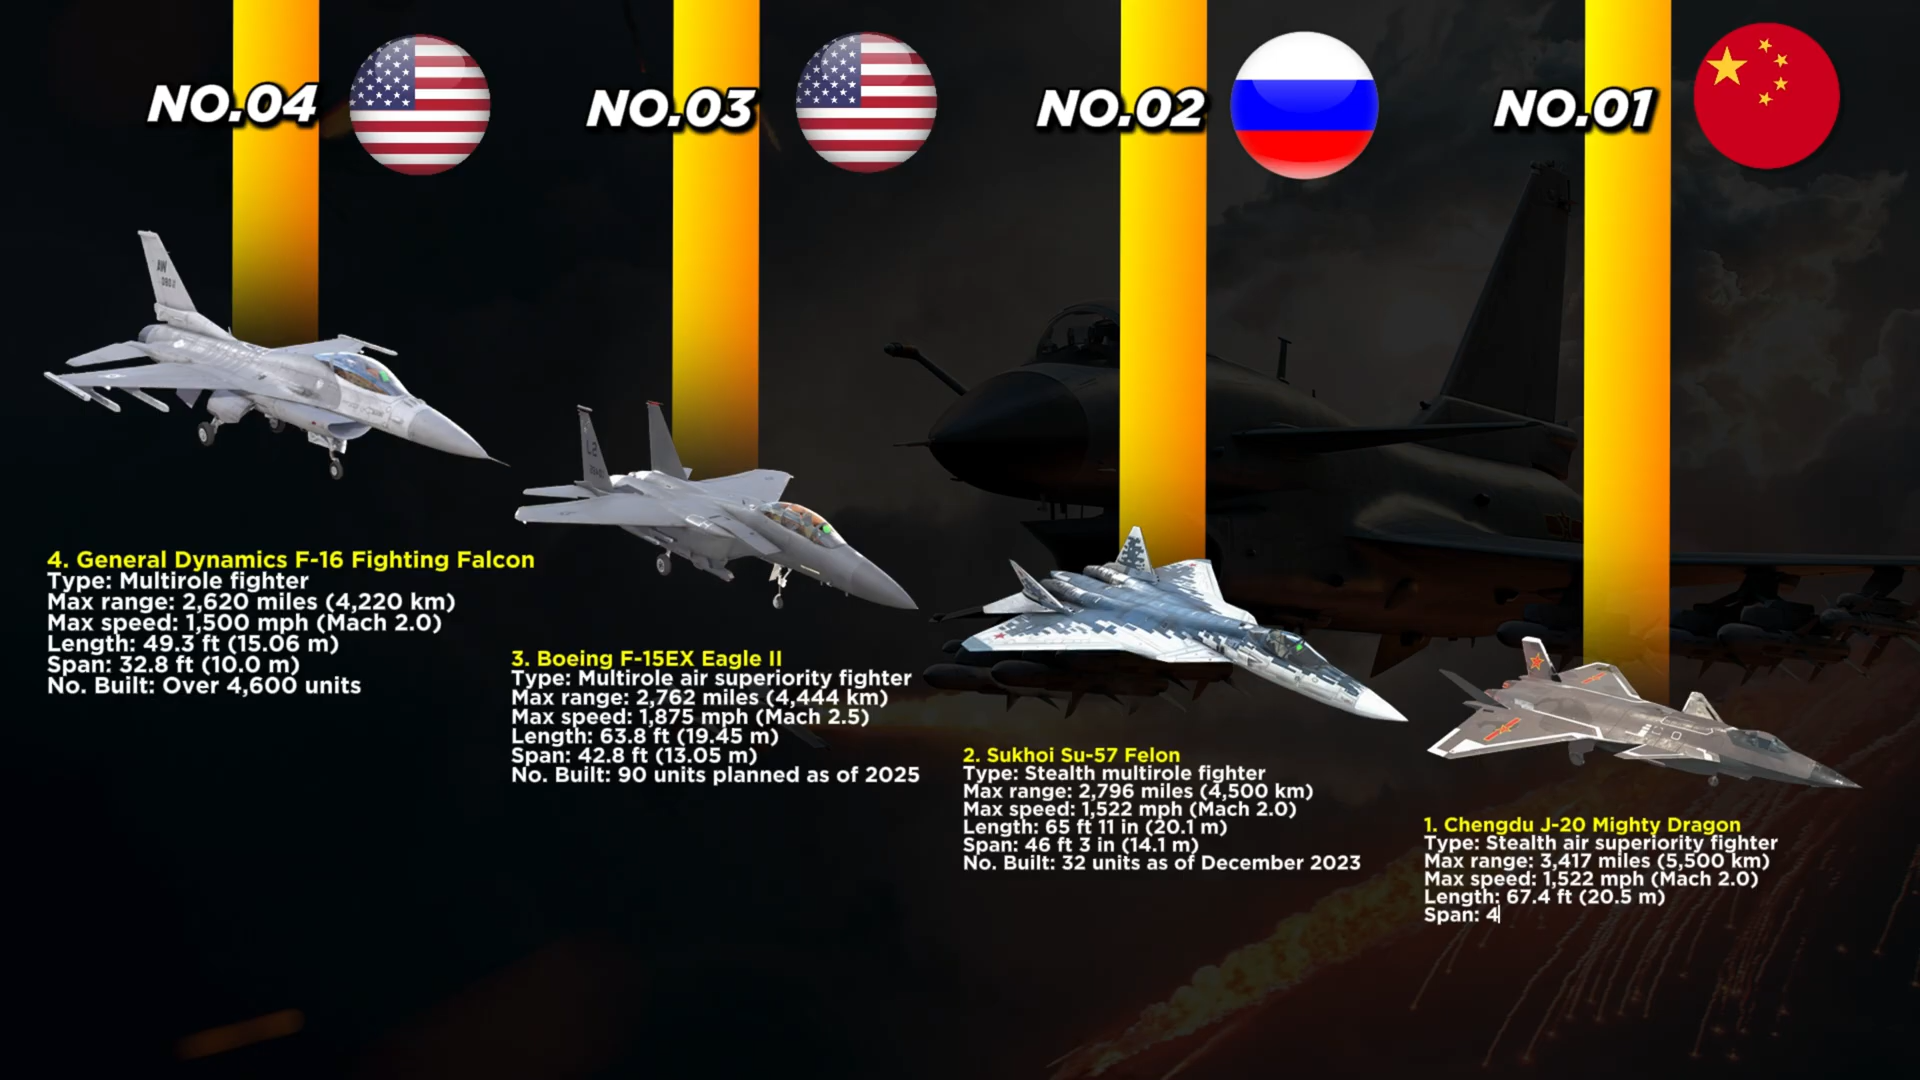 NO.04
NO.03
NO.02
NO.01
4. General Dynamics F-16 Fighting Falcon
Type: Multirole fighter
Max range: 2,620 miles (4,220 km)
Max speed: 1,500 mph (Mach 2.0)
Length: 49.3 ft (15.06 m)
Span: 32.8 ft (10.0 m)
No. Built: Over 4,600 units
3. Boeing F-15EX Eagle II
Type: Multirole air superiority fighter
Max range: 2,762 miles (4,444 km)
Max speed: 1,875 mph (Mach 2.5)
Length: 63.8 ft (19.45 m)
Span: 42.8 ft (13.05 m)
No. Built: 90 units planned as of 2025
2. Sukhoi Su-57 Felon
Type: Stealth multirole fighter
Max range: 2,796 miles (4,500 km)
Max speed: 1,522 mph (Mach 2.0)
Length: 65 ft 11 in (20.1 m)
Span: 46 ft 3 in (14.1 m)
No. Built: 32 units as of December 2023
1. Chengdu J-20 Mighty Dragon
Type: Stealth air superiority fighter
Max range: 3,417 miles (5,500 km)
Max speed: 1,522 mph (Mach 2.0)
Length: 67.4 ft (20.5 m)
Span: 4